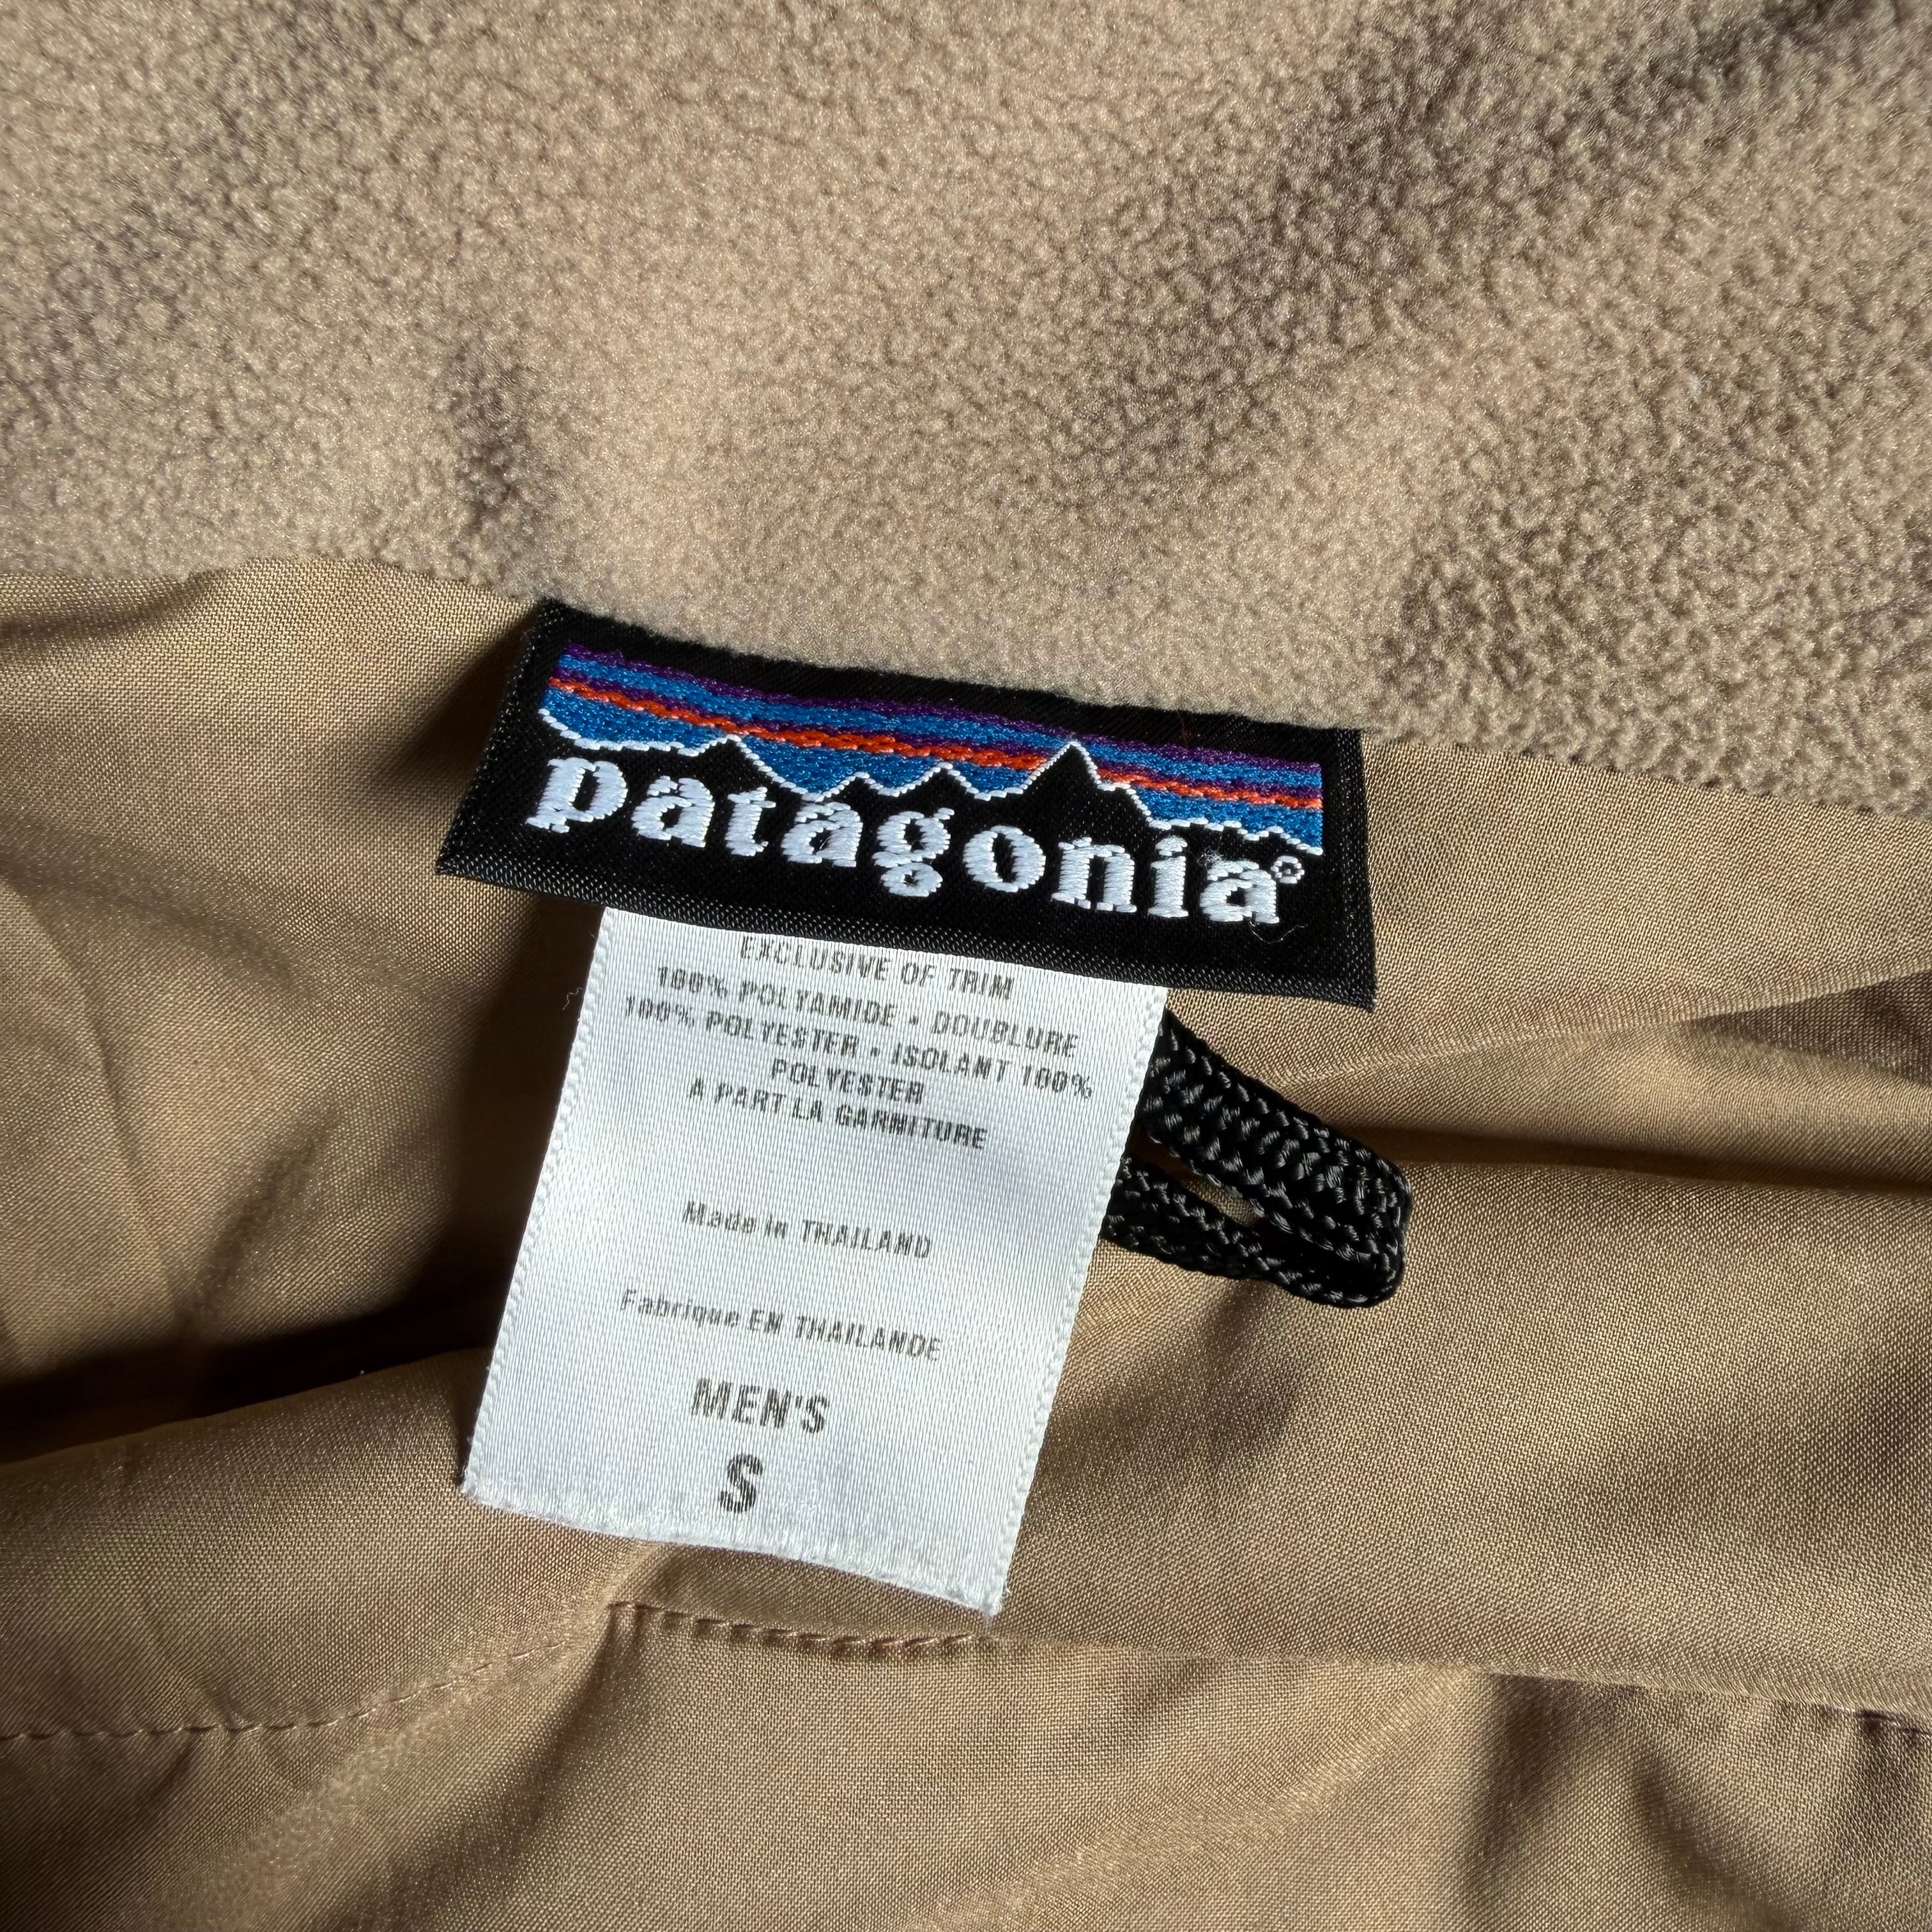 patagonia®
EXCLUSIVE OF TRIM
100% POLYAMIDE • DOUBLURE
100% POLYESTER • ISOLANT 100%
POLYESTER
A PART LA GARNITURE
Made in THAILAND
Fabrique EN THAILANDE
MEN'S
S